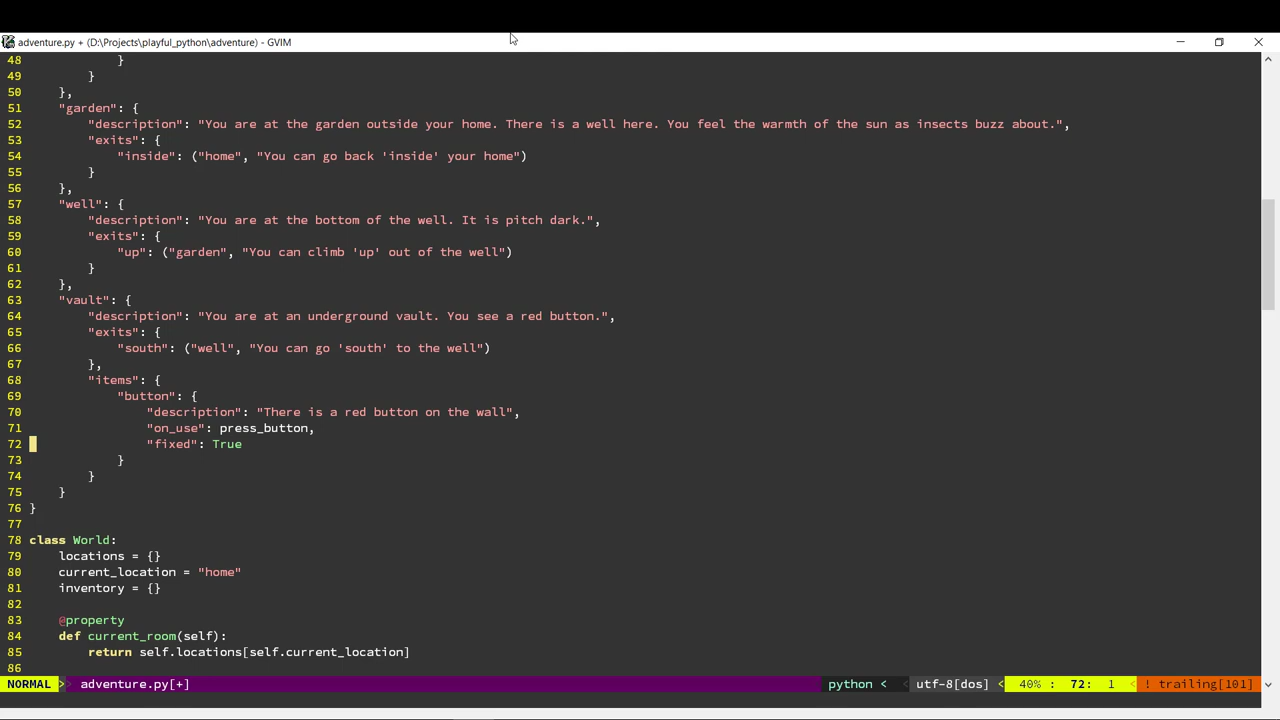 adventure.py + (D:\Projects\playful_python\adventure) - GVIM
48             }
49         }
50     },
51     "garden": {
52         "description": "You are at the garden outside your home. There is a well here. You feel the warmth of the sun as insects buzz about.",
53         "exits": {
54             "inside": ("home", "You can go back 'inside' your home")
55         }
56     },
57     "well": {
58         "description": "You are at the bottom of the well. It is pitch dark.",
59         "exits": {
60             "up": ("garden", "You can climb 'up' out of the well")
61         }
62     },
63     "vault": {
64         "description": "You are at an underground vault. You see a red button.",
65         "exits": {
66             "south": ("well", "You can go 'south' to the well")
67         },
68         "items": {
69             "button": {
70                 "description": "There is a red button on the wall",
71                 "on_use": press_button,
72                 "fixed": True
73             }
74         }
75     }
76 }
77
78 class World:
79     locations = {}
80     current_location = "home"
81     inventory = {}
82
83     @property
84     def current_room(self):
85         return self.locations[self.current_location]
86
NORMAL > adventure.py[+] python < < utf-8[dos] < 40% : 72: 1 < ! trailing[101]